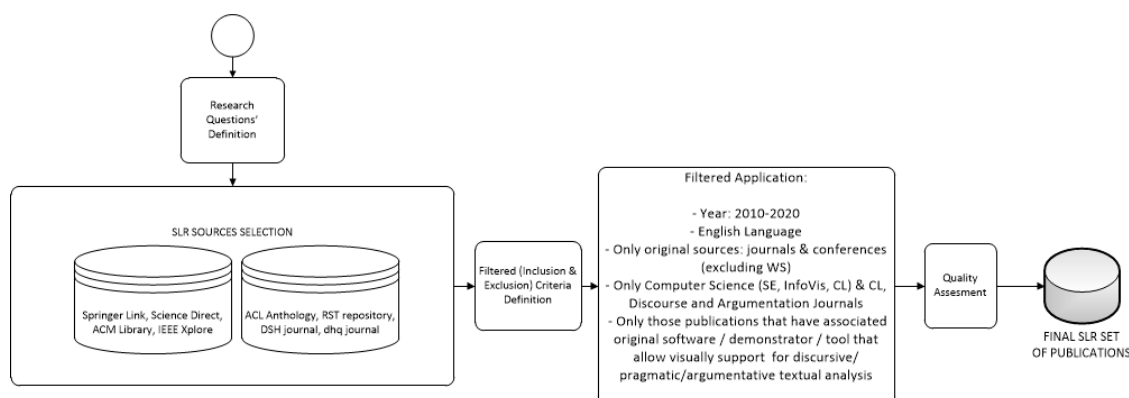 Research
Questions'
Definition
SLR SOURCES SELECTION
Springer Link, Science Direct,
ACM Library, IEEE Xplore
ACL Anthology, RST repository,
DSH journal, dhq journal
Filtered (Inclusion &
Exclusion) Criteria
Definition
Filtered Application:
- Year: 2010-2020
- English Language
- Only original sources: journals & conferences
(excluding WS)
- Only Computer Science (SE, InfoVis, CL) & CL,
Discourse and Argumentation Journals
- Only those publications that have associated
original software / demonstrator / tool that
allow visually support for discursive/
pragmatic/argumentative textual analysis
Quality
Assesment
FINAL SLR SET
OF PUBLICATIONS